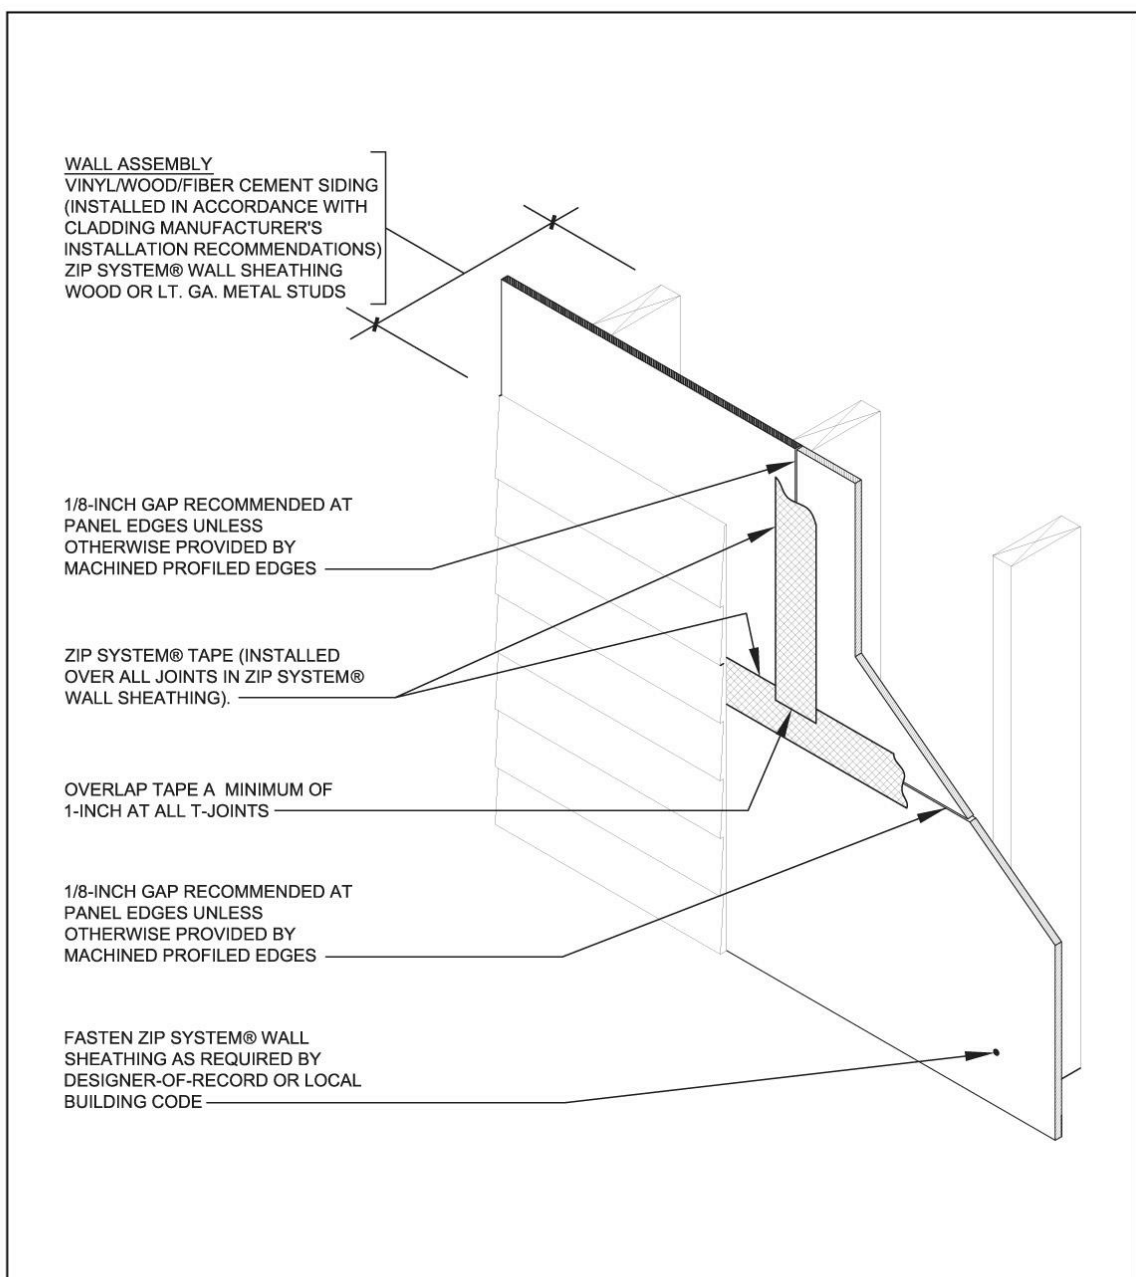 WALL ASSEMBLY
VINYL/WOOD/FIBER CEMENT SIDING
(INSTALLED IN ACCORDANCE WITH
CLADDING MANUFACTURER'S
INSTALLATION RECOMMENDATIONS)
ZIP SYSTEM® WALL SHEATHING
WOOD OR LT. GA. METAL STUDS
1/8-INCH GAP RECOMMENDED AT
PANEL EDGES UNLESS
OTHERWISE PROVIDED BY
MACHINED PROFILED EDGES
ZIP SYSTEM® TAPE (INSTALLED
OVER ALL JOINTS IN ZIP SYSTEM®
WALL SHEATHING).
OVERLAP TAPE A MINIMUM OF
1-INCH AT ALL T-JOINTS
1/8-INCH GAP RECOMMENDED AT
PANEL EDGES UNLESS
OTHERWISE PROVIDED BY
MACHINED PROFILED EDGES
FASTEN ZIP SYSTEM® WALL
SHEATHING AS REQUIRED BY
DESIGNER-OF-RECORD OR LOCAL
BUILDING CODE